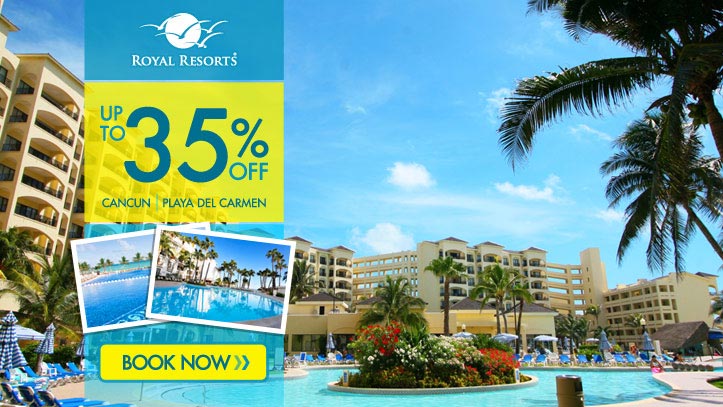 ROYAL RESORTS®
UP TO 35% OFF
CANCUN | PLAYA DEL CARMEN
BOOK NOW »